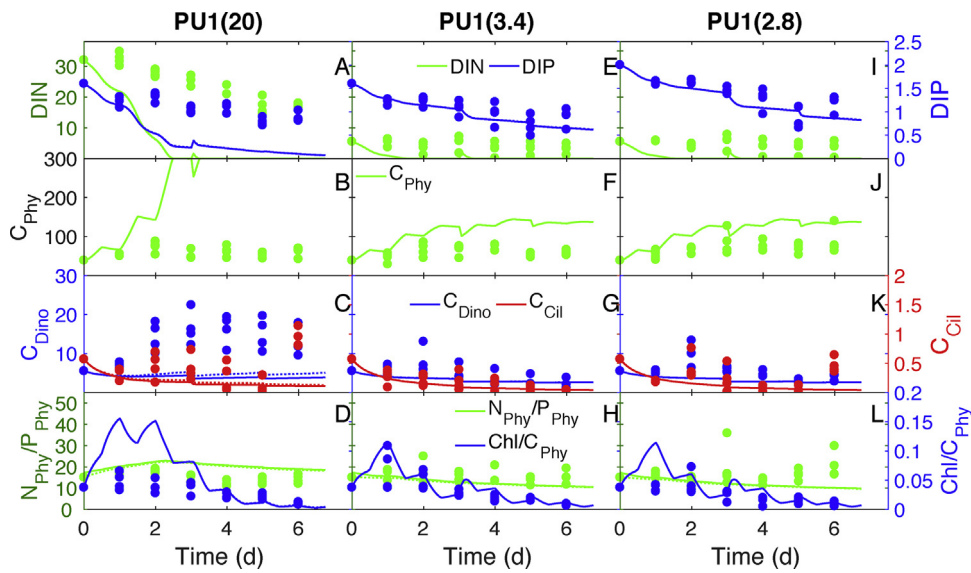 PU1(20) PU1(3.4) PU1(2.8)
DIN 30 20 10 A DIN DIP E I 2.5 2 1.5 1 0.5 0 DIP
C_Phy 300 200 100 B C_Phy F J
C_Dino 30 20 10 C C_Dino C_Cil G K 2 1.5 1 0.5 0.2 C_Cil
N_Phy/P_Phy 50 40 30 20 10 0 D N_Phy/P_Phy Chl/C_Phy H L 0.15 0.1 0.05 0 Chl/C_Phy
0 2 4 6 0 2 4 6 0 2 4 6
Time (d) Time (d) Time (d)